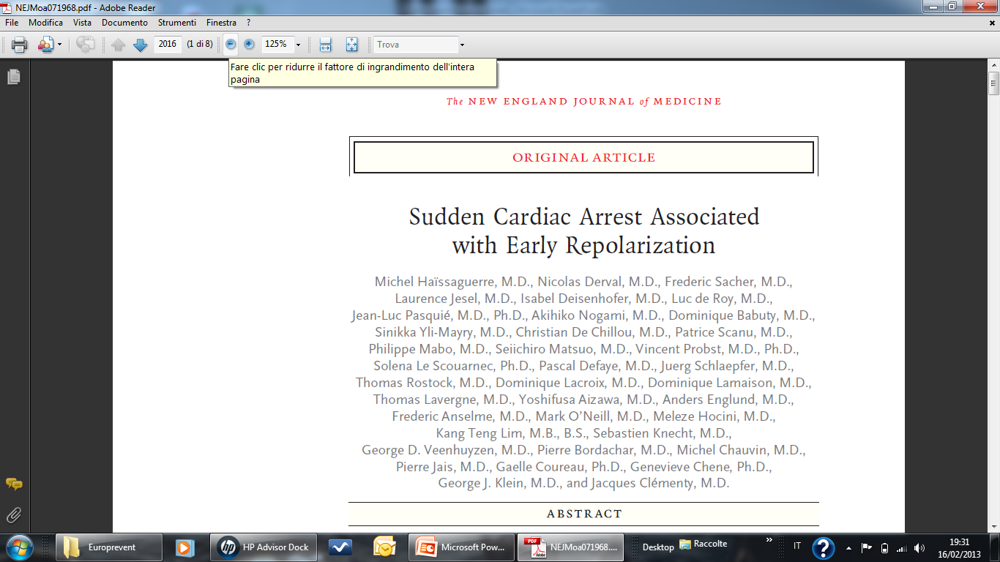 NEJMoa071968.pdf - Adobe Reader
File Modifica Vista Documento Strumenti Finestra ?
2016 (1 di 8) 125% Trova
Fare clic per ridurre il fattore di ingrandimento dell'intera
pagina
The NEW ENGLAND JOURNAL of MEDICINE
ORIGINAL ARTICLE
Sudden Cardiac Arrest Associated
with Early Repolarization
Michel Haïssaguerre, M.D., Nicolas Derval, M.D., Frederic Sacher, M.D.,
Laurence Jesel, M.D., Isabel Deisenhofer, M.D., Luc de Roy, M.D.,
Jean-Luc Pasquié, M.D., Ph.D., Akihiko Nogami, M.D., Dominique Babuty, M.D.,
Sinikka Yli-Mayry, M.D., Christian De Chillou, M.D., Patrice Scanu, M.D.,
Philippe Mabo, M.D., Seiichiro Matsuo, M.D., Vincent Probst, M.D., Ph.D.,
Solena Le Scouarnec, Ph.D., Pascal Defaye, M.D., Juerg Schlaepfer, M.D.,
Thomas Rostock, M.D., Dominique Lacroix, M.D., Dominique Lamaison, M.D.,
Thomas Lavergne, M.D., Yoshifusa Aizawa, M.D., Anders Englund, M.D.,
Frederic Anselme, M.D., Mark O'Neill, M.D., Meleze Hocini, M.D.,
Kang Teng Lim, M.B., B.S., Sebastien Knecht, M.D.,
George D. Veenhuyzen, M.D., Pierre Bordachar, M.D., Michel Chauvin, M.D.,
Pierre Jais, M.D., Gaelle Coureau, Ph.D., Genevieve Chene, Ph.D.,
George J. Klein, M.D., and Jacques Clémenty, M.D.
ABSTRACT
Europrevent HP Advisor Dock Microsoft Pow... NEJMoa071968.... Desktop Raccolte » IT 19:31
16/02/2013